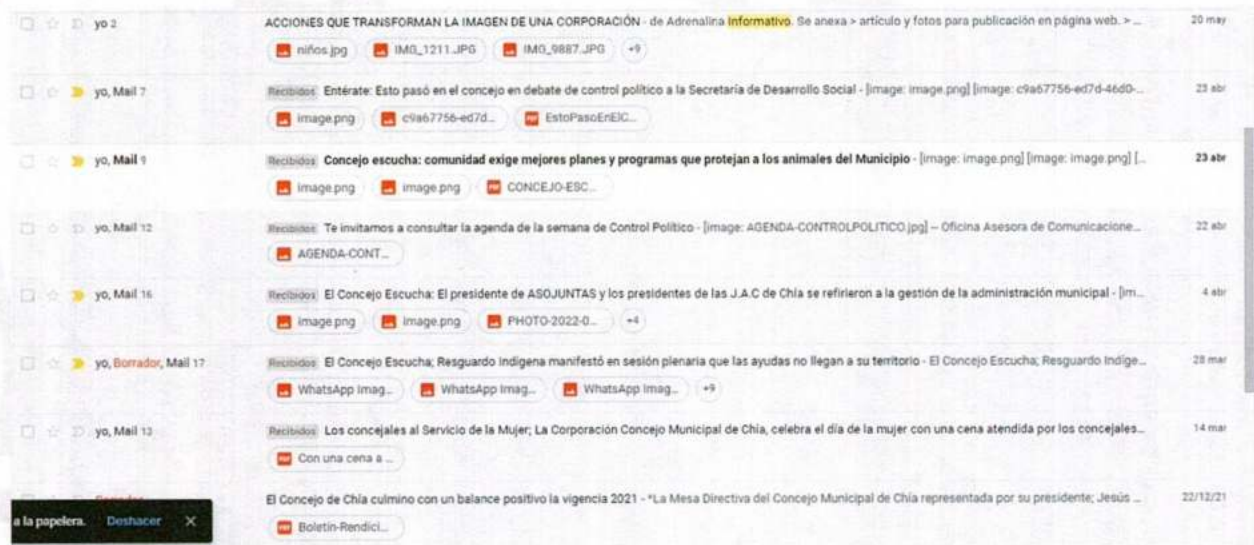 yo 2 ACCIONES QUE TRANSFORMAN LA IMAGEN DE UNA CORPORACIÓN - de Adrenalina Informativo. Se anexa > artículo y fotos para publicación en página web. > ... 20 may
niños.jpg IMG_1211.JPG IMG_9887.JPG +9
yo, Mail 7 Recibidos Entérate: Esto pasó en el concejo en debate de control político a la Secretaría de Desarrollo Social - [image: image.png] [image: c9a67756-ed7d-46d0-... 23 abr
image.png c9a67756-ed7d... EstoPasoEnElC...
yo, Mail 9 Recibidos Concejo escucha: comunidad exige mejores planes y programas que protejan a los animales del Municipio - [image: image.png] [image: image.png] [... 23 abr
image.png image.png CONCEJO-ESC...
yo, Mail 12 Recibidos Te invitamos a consultar la agenda de la semana de Control Político - [image: AGENDA-CONTROLPOLITICO.jpg] -- Oficina Asesora de Comunicacione... 22 abr
AGENDA-CONT...
yo, Mail 16 Recibidos El Concejo Escucha: El presidente de ASOJUNTAS y los presidentes de las J.A.C de Chía se refirieron a la gestión de la administración municipal - [im... 4 abr
image.png image.png PHOTO-2022-0... +4
yo, Borrador, Mail 17 Recibidos El Concejo Escucha; Resguardo Indígena manifestó en sesión plenaria que las ayudas no llegan a su territorio - El Concejo Escucha; Resguardo Indíge... 28 mar
WhatsApp Imag... WhatsApp Imag... WhatsApp Imag... +9
yo, Mail 13 Recibidos Los concejales al Servicio de la Mujer; La Corporación Concejo Municipal de Chía, celebra el día de la mujer con una cena atendida por los concejales... 14 mar
Con una cena a ...
El Concejo de Chía culmino con un balance positivo la vigencia 2021 - *La Mesa Directiva del Concejo Municipal de Chía representada por su presidente; Jesús ... 22/12/21
a la papelera. Deshacer
Boletin-Rendici...